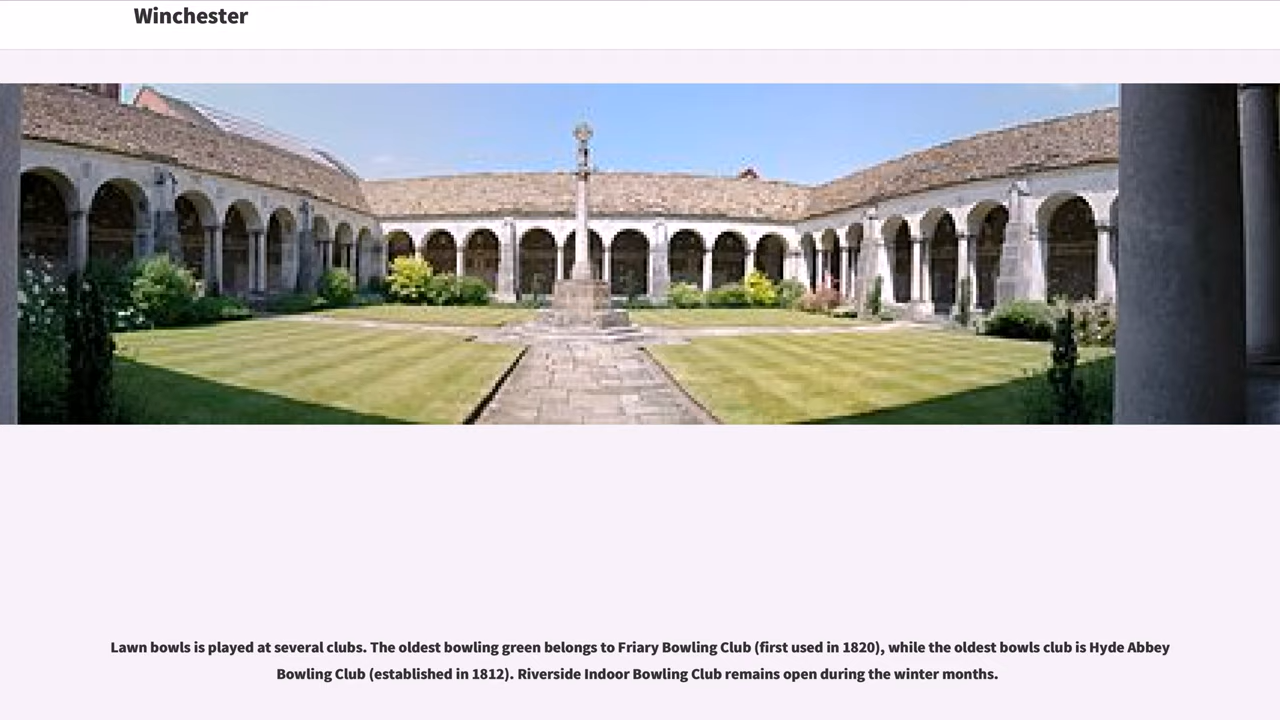 Winchester
Lawn bowls is played at several clubs. The oldest bowling green belongs to Friary Bowling Club (first used in 1820), while the oldest bowls club is Hyde Abbey
Bowling Club (established in 1812). Riverside Indoor Bowling Club remains open during the winter months.